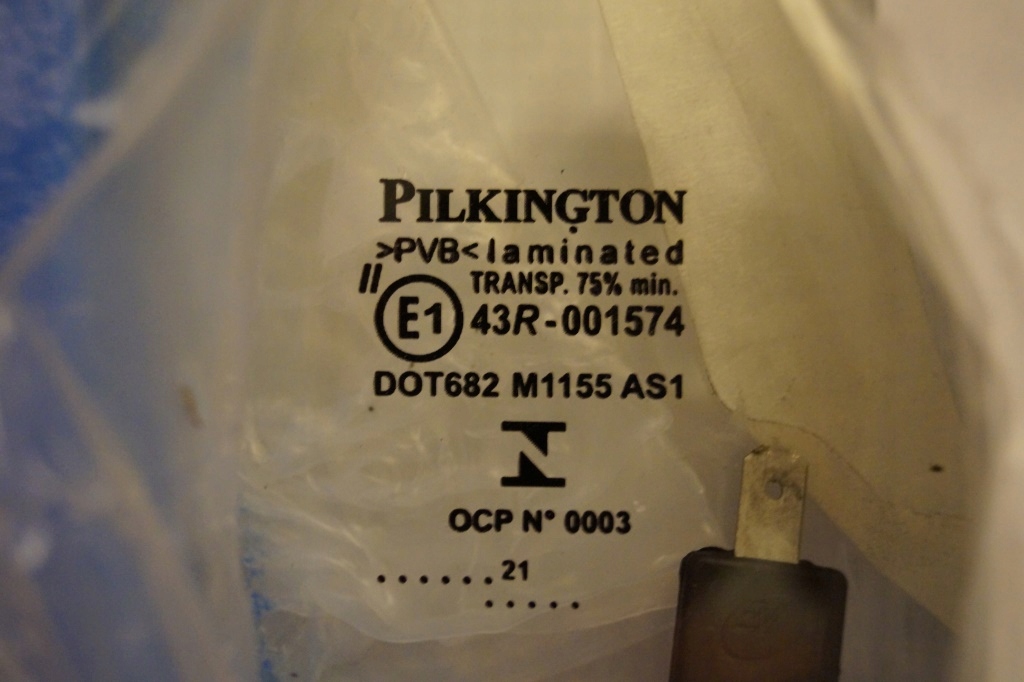 PILKINGTON
>PVB< laminated
II TRANSP. 75% min.
E1 43R-001574
DOT682 M1155 AS1
OCP N° 0003
......21
.....